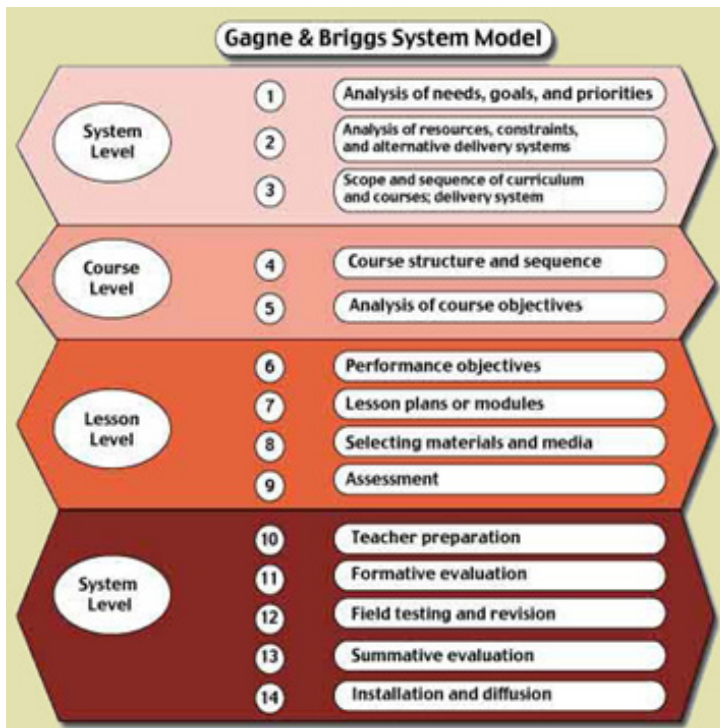 Gagne & Briggs System Model
System
Level
1
Analysis of needs, goals, and priorities
2
Analysis of resources, constraints,
and alternative delivery systems
3
Scope and sequence of curriculum
and courses; delivery system
Course
Level
4
Course structure and sequence
5
Analysis of course objectives
Lesson
Level
6
Performance objectives
7
Lesson plans or modules
8
Selecting materials and media
9
Assessment
System
Level
10
Teacher preparation
11
Formative evaluation
12
Field testing and revision
13
Summative evaluation
14
Installation and diffusion